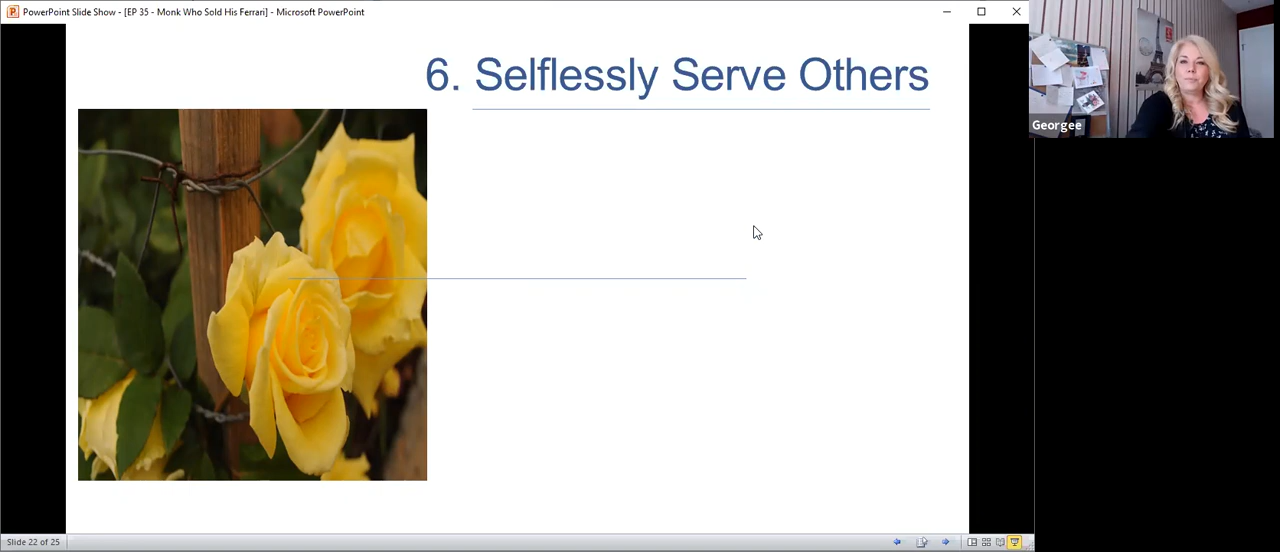 PowerPoint Slide Show - [EP 35 - Monk Who Sold His Ferrari] - Microsoft PowerPoint
6. Selflessly Serve Others
Georgee
Slide 22 of 25